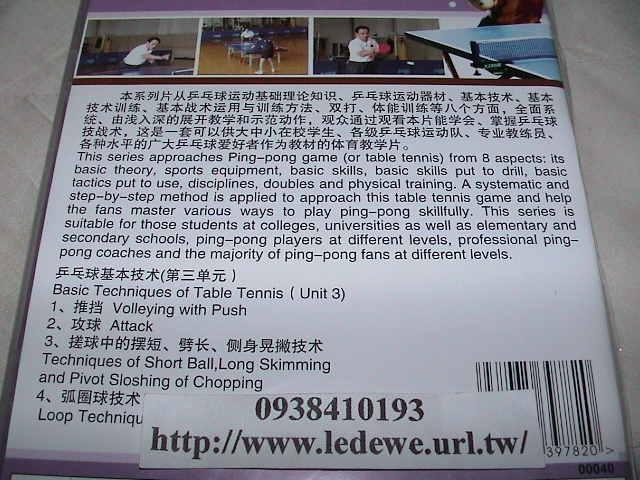 本系列片从乒乓球运动基础理论知识、乒乓球运动器材、基本技术、基本
技术训练、基本战术运用与训练方法、双打、体能训练等八个方面，全面系
统、由浅入深的展开教学和示范动作，观众通过观看本片能学会、掌握乒乓球
技战术，这是一套可以供大中小在校学生、各级乒乓球运动队、专业教练员、
各种水平的广大乒乓球爱好者作为教材的体育教学片。
This series approaches Ping-pong game (or table tennis) from 8 aspects: its
basic theory, sports equipment, basic skills, basic skills put to drill, basic
tactics put to use, disciplines, doubles and physical training. A systematic and
step-by-step method is applied to approach this table tennis game and help
the fans master various ways to play ping-pong skillfully. This series is
suitable for those students at colleges, universities as well as elementary and
secondary schools, ping-pong players at different levels, professional ping-
pong coaches and the majority of ping-pong fans at different levels.
乒乓球基本技术(第三单元)
Basic Techniques of Table Tennis (Unit 3)
1、推挡 Volleying with Push
2、攻球 Attack
3、搓球中的摆短、劈长、侧身晃撇技术
Techniques of Short Ball,Long Skimming
and Pivot Sloshing of Chopping
4、弧圈球技术
Loop Techniqu
0938410193
http://www.ledewe.url.tw/
397820>
00040